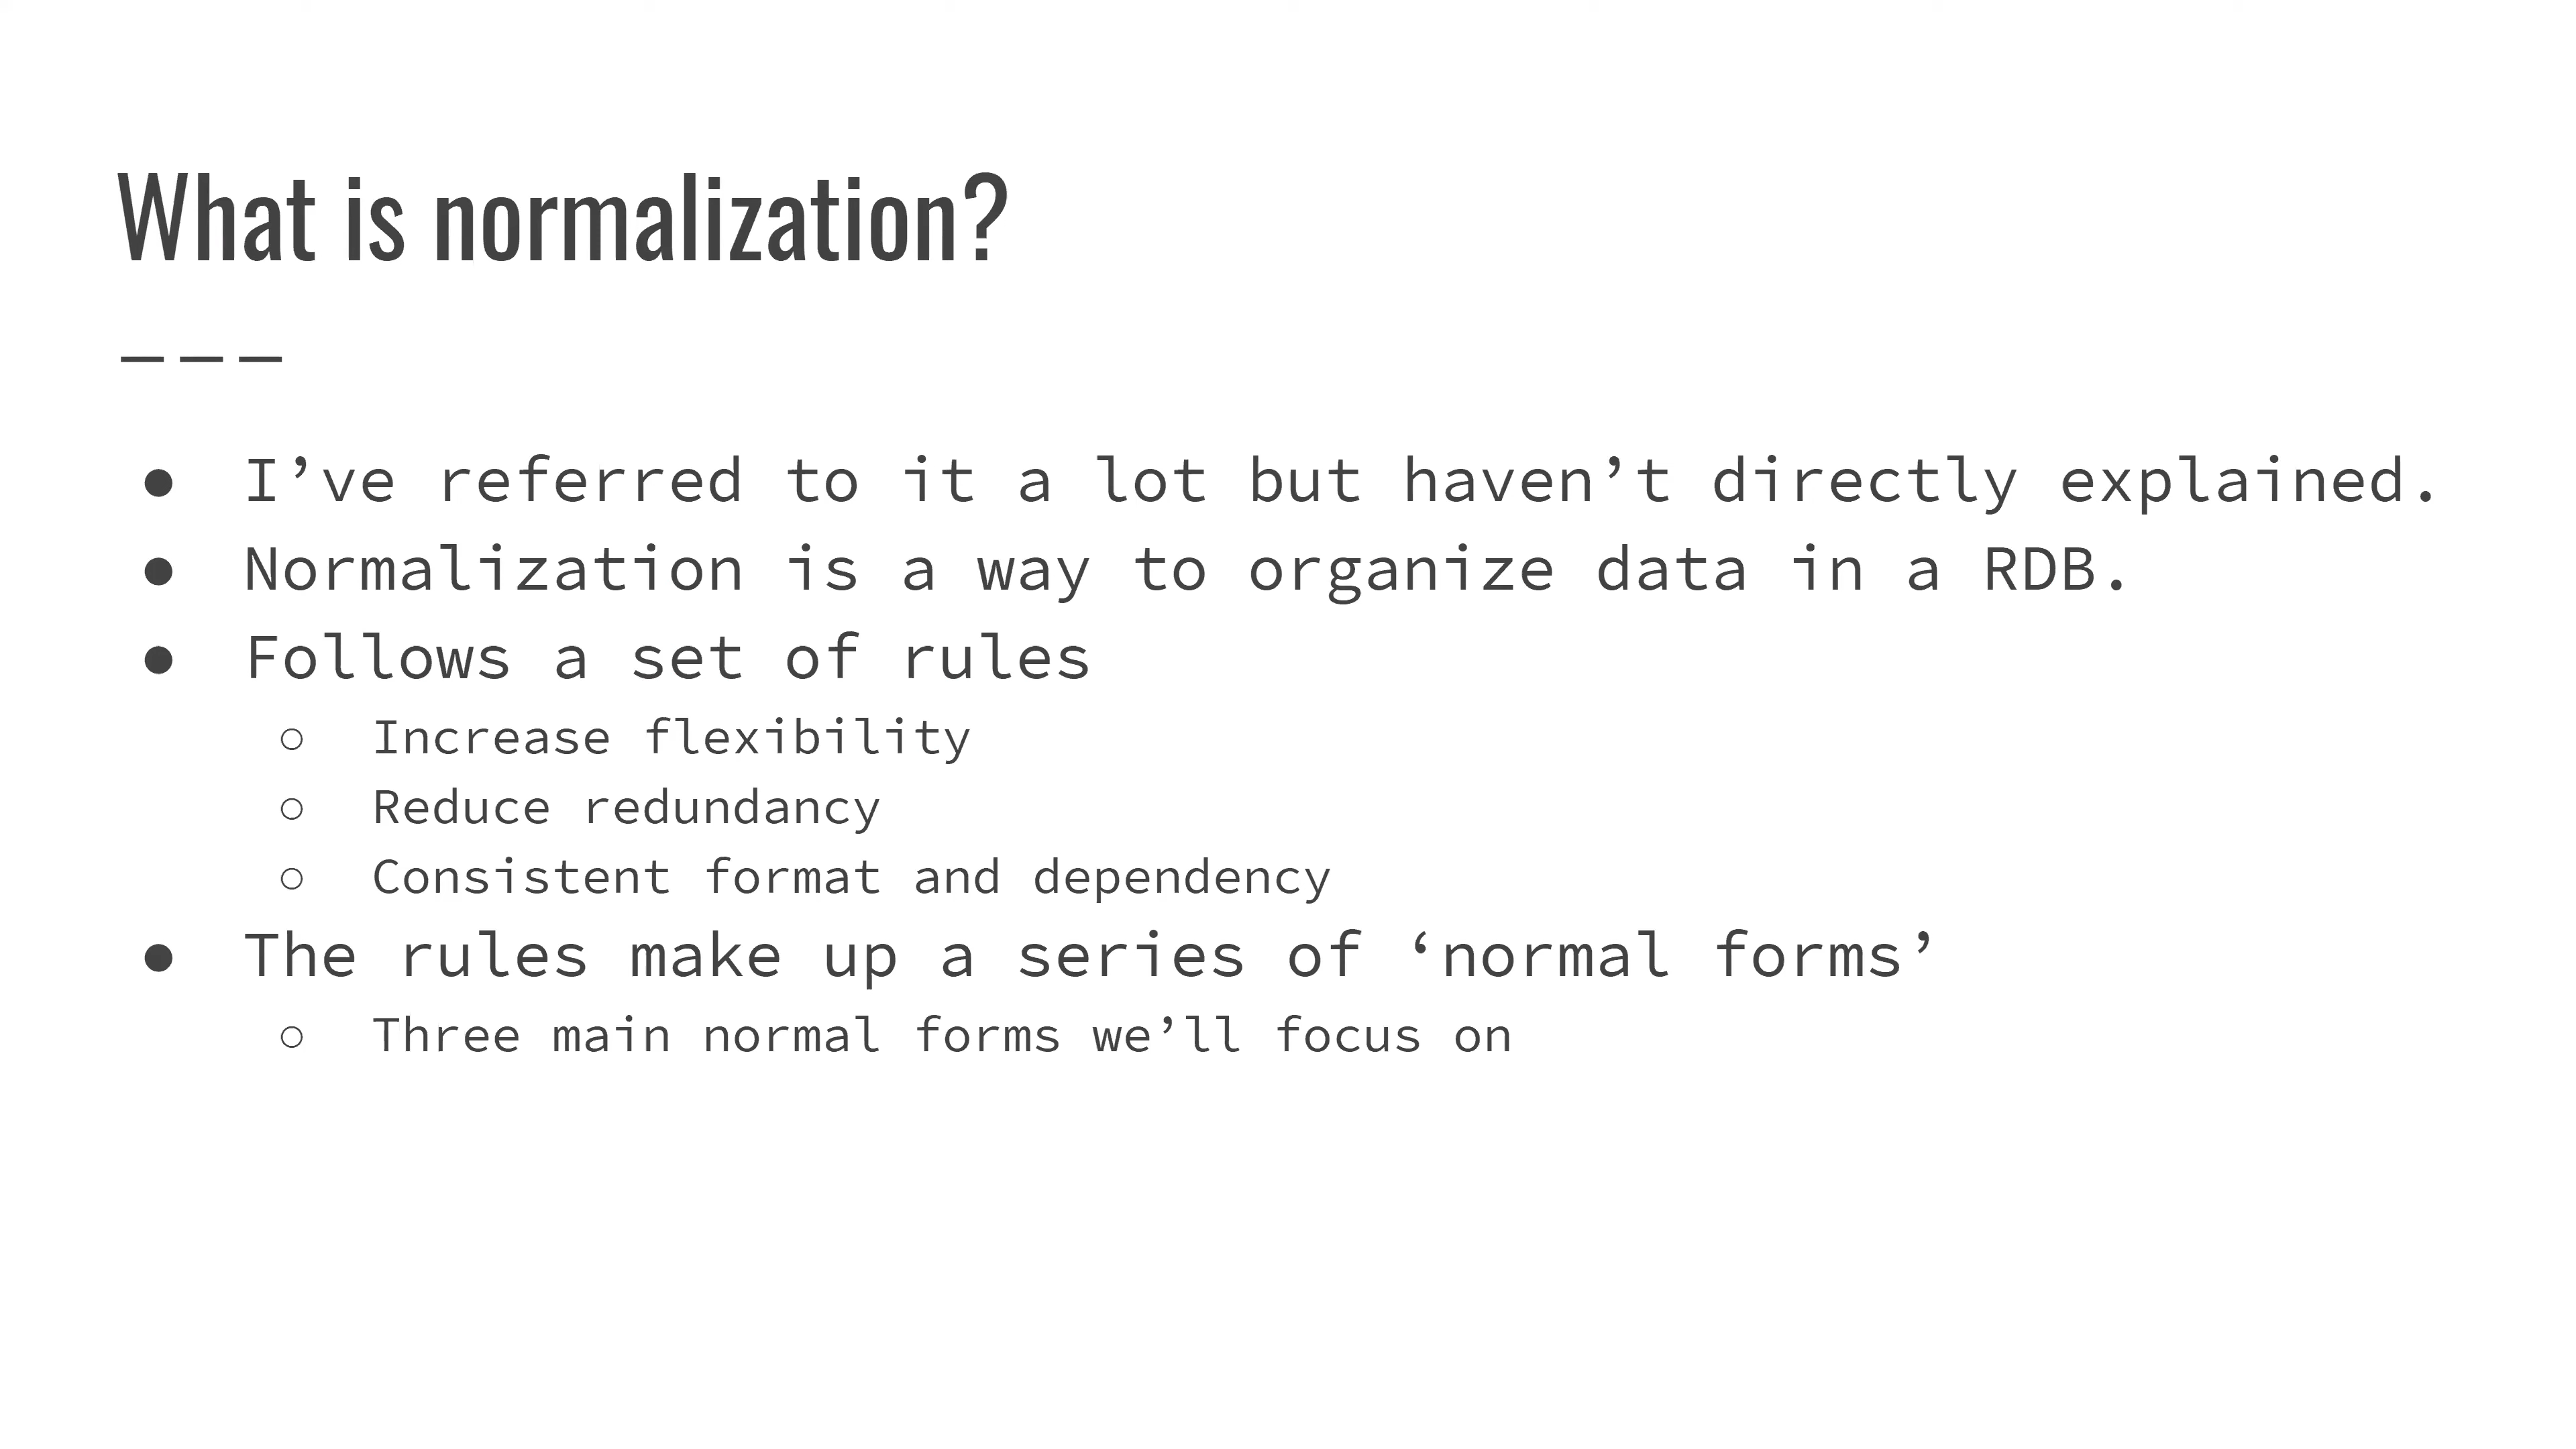 What is normalization?
● I’ve referred to it a lot but haven’t directly explained.
● Normalization is a way to organize data in a RDB.
● Follows a set of rules
○ Increase flexibility
○ Reduce redundancy
○ Consistent format and dependency
● The rules make up a series of ‘normal forms’
○ Three main normal forms we’ll focus on